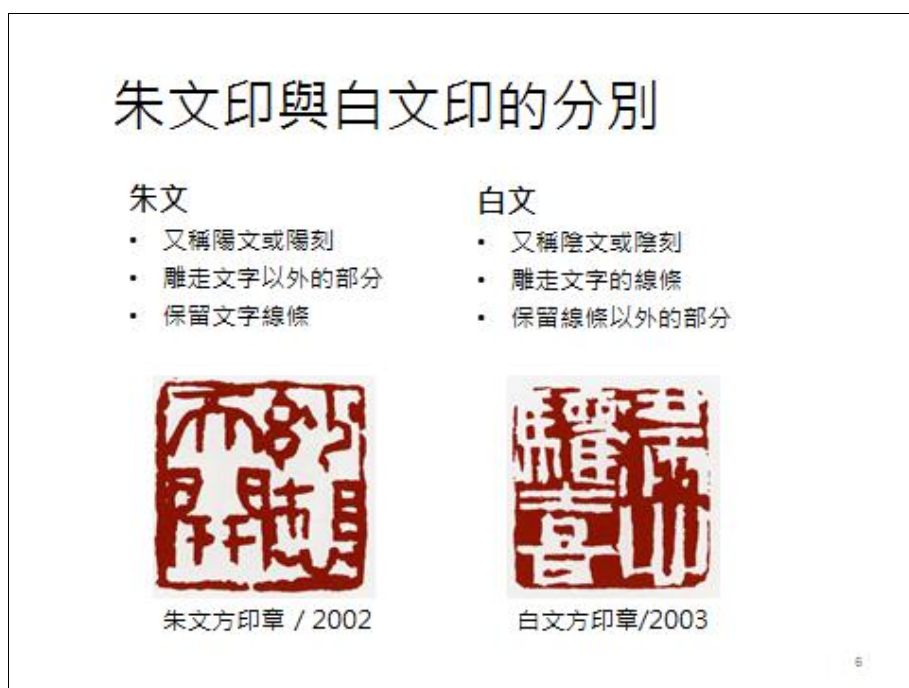 朱文印與白文印的分別
朱文
• 又稱陽文或陽刻
• 雕走文字以外的部分
• 保留文字線條
白文
• 又稱陰文或陰刻
• 雕走文字的線條
• 保留線條以外的部分
朱文方印章 / 2002
白文方印章/2003
6